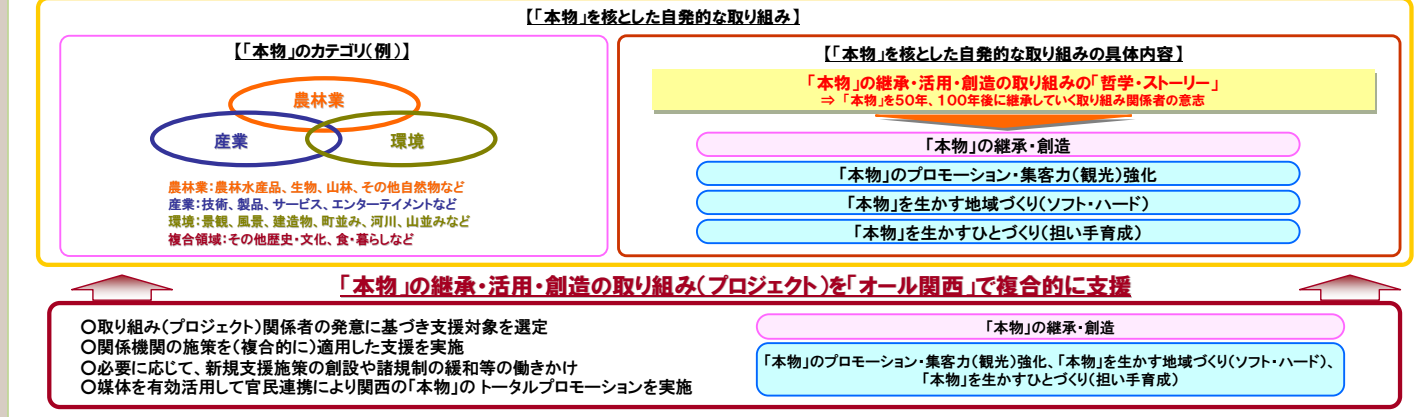 【「本物」を核とした自発的な取り組み】
【「本物」のカテゴリ(例)】
農林業
産業
環境
農林業:農林水産品、生物、山林、その他自然物など
産業:技術、製品、サービス、エンターテイメントなど
環境:景観、風景、建造物、町並み、河川、山並みなど
複合領域:その他歴史・文化、食・暮らしなど
【「本物」を核とした自発的な取り組みの具体内容】
「本物」の継承・活用・創造の取り組みの「哲学・ストーリー」
⇒ 「本物」を50年、100年後に継承していく取り組み関係者の意志
「本物」の継承・創造
「本物」のプロモーション・集客力(観光)強化
「本物」を生かす地域づくり(ソフト・ハード)
「本物」を生かすひとづくり(担い手育成)
「本物」の継承・活用・創造の取り組み(プロジェクト)を「オール関西」で複合的に支援
〇取り組み(プロジェクト)関係者の発意に基づき支援対象を選定
〇関係機関の施策を(複合的に)適用した支援を実施
〇必要に応じて、新規支援施策の創設や諸規制の緩和等の働きかけ
〇媒体を有効活用して官民連携により関西の「本物」のトータルプロモーションを実施
「本物」の継承・創造
「本物」のプロモーション・集客力(観光)強化、「本物」を生かす地域づくり(ソフト・ハード)、
「本物」を生かすひとづくり(担い手育成)